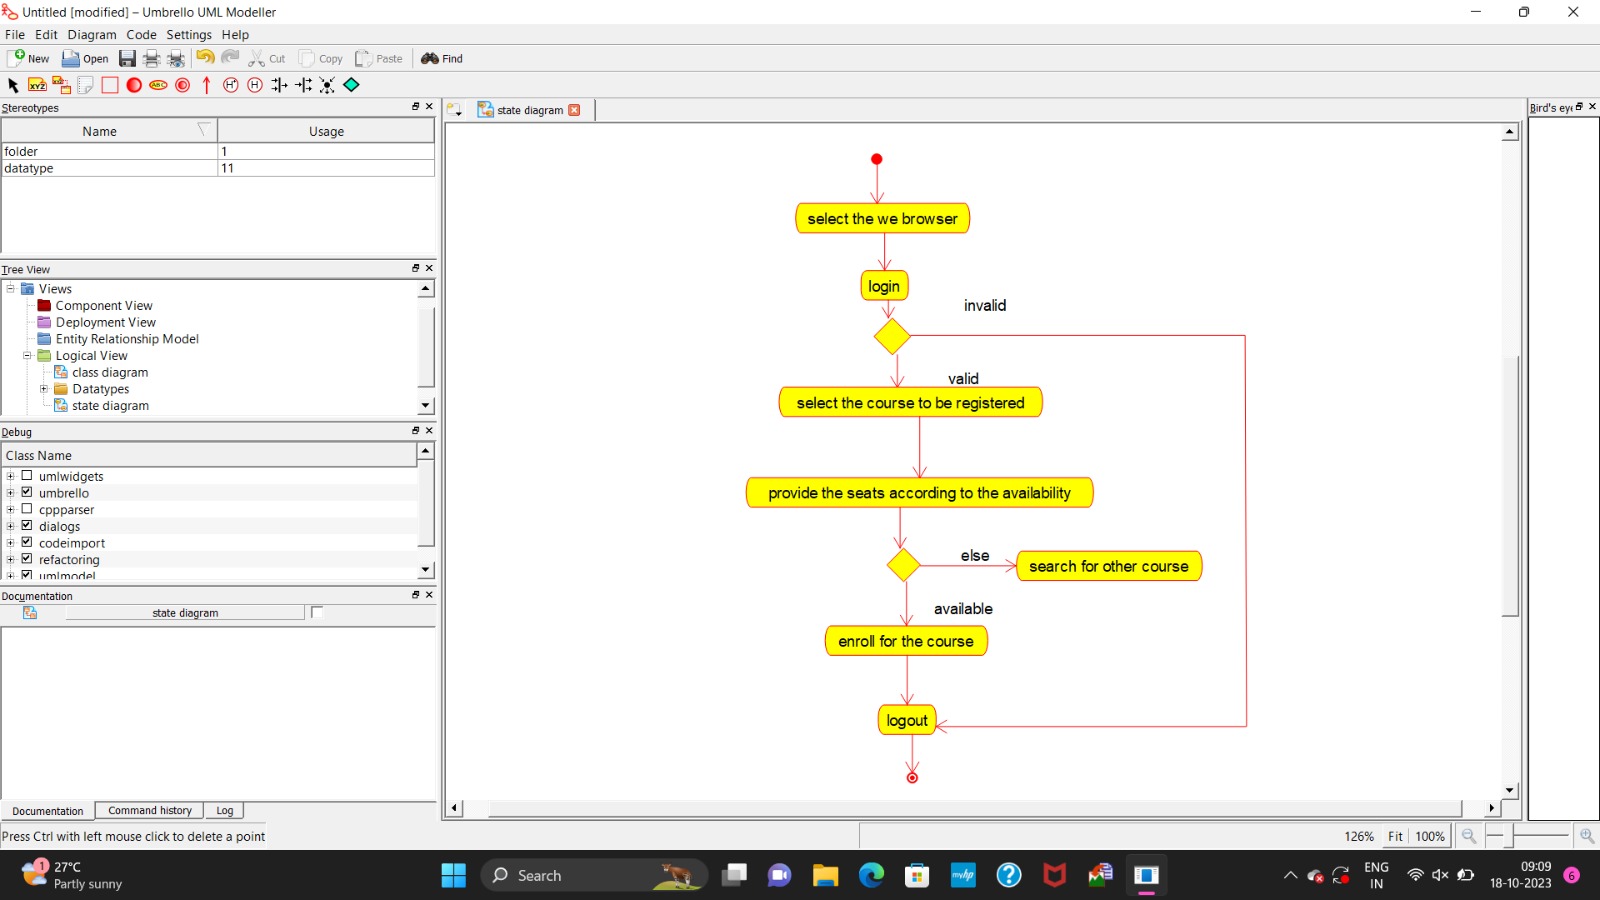 Untitled [modified] – Umbrello UML Modeller
File Edit Diagram Code Settings Help
New Open Cut Copy Paste Find
XYZ ABC H* H
Stereotypes
Name Usage
folder 1
datatype 11
Tree View
Views
Component View
Deployment View
Entity Relationship Model
Logical View
class diagram
Datatypes
state diagram
Debug
Class Name
umlwidgets
umbrello
cppparser
dialogs
codeimport
refactoring
umlmodel
Documentation
state diagram
Documentation Command history Log
Press Ctrl with left mouse click to delete a point
state diagram
select the we browser
login
invalid
valid
select the course to be registered
provide the seats according to the availability
else
search for other course
available
enroll for the course
logout
Bird's eye
126% Fit 100%
1
27°C
Partly sunny
Search
myhp
?
ENG
IN
09:09
18-10-2023
6